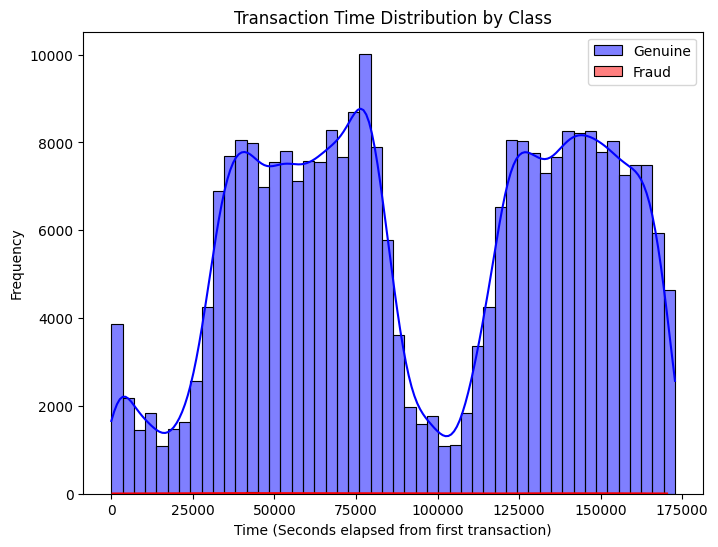 Transaction Time Distribution by Class
Genuine
Fraud
Frequency
10000
8000
6000
4000
2000
0
0 25000 50000 75000 100000 125000 150000 175000
Time (Seconds elapsed from first transaction)